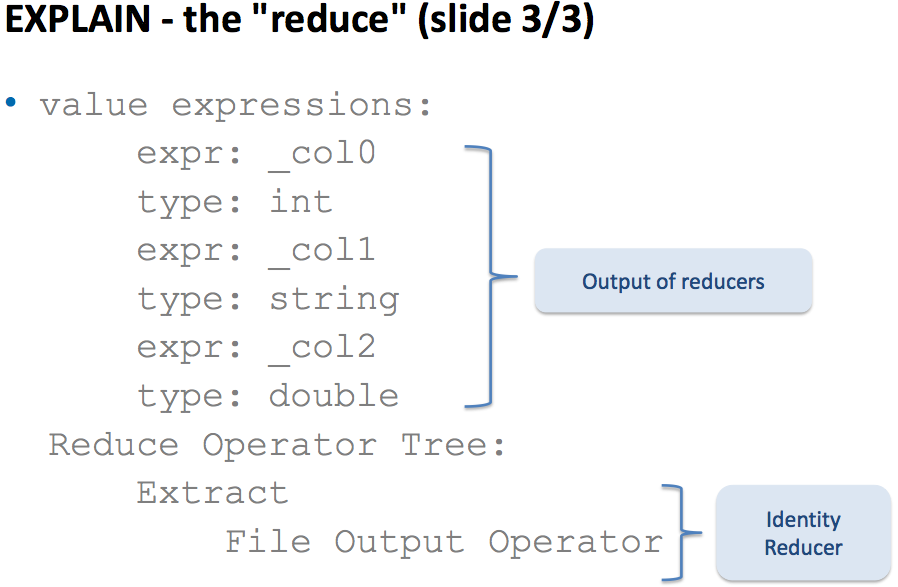 EXPLAIN - the "reduce" (slide 3/3)
• value expressions:
expr: _col0
type: int
expr: _col1
type: string
expr: _col2
type: double
Output of reducers
Reduce Operator Tree:
Extract
File Output Operator
Identity
Reducer